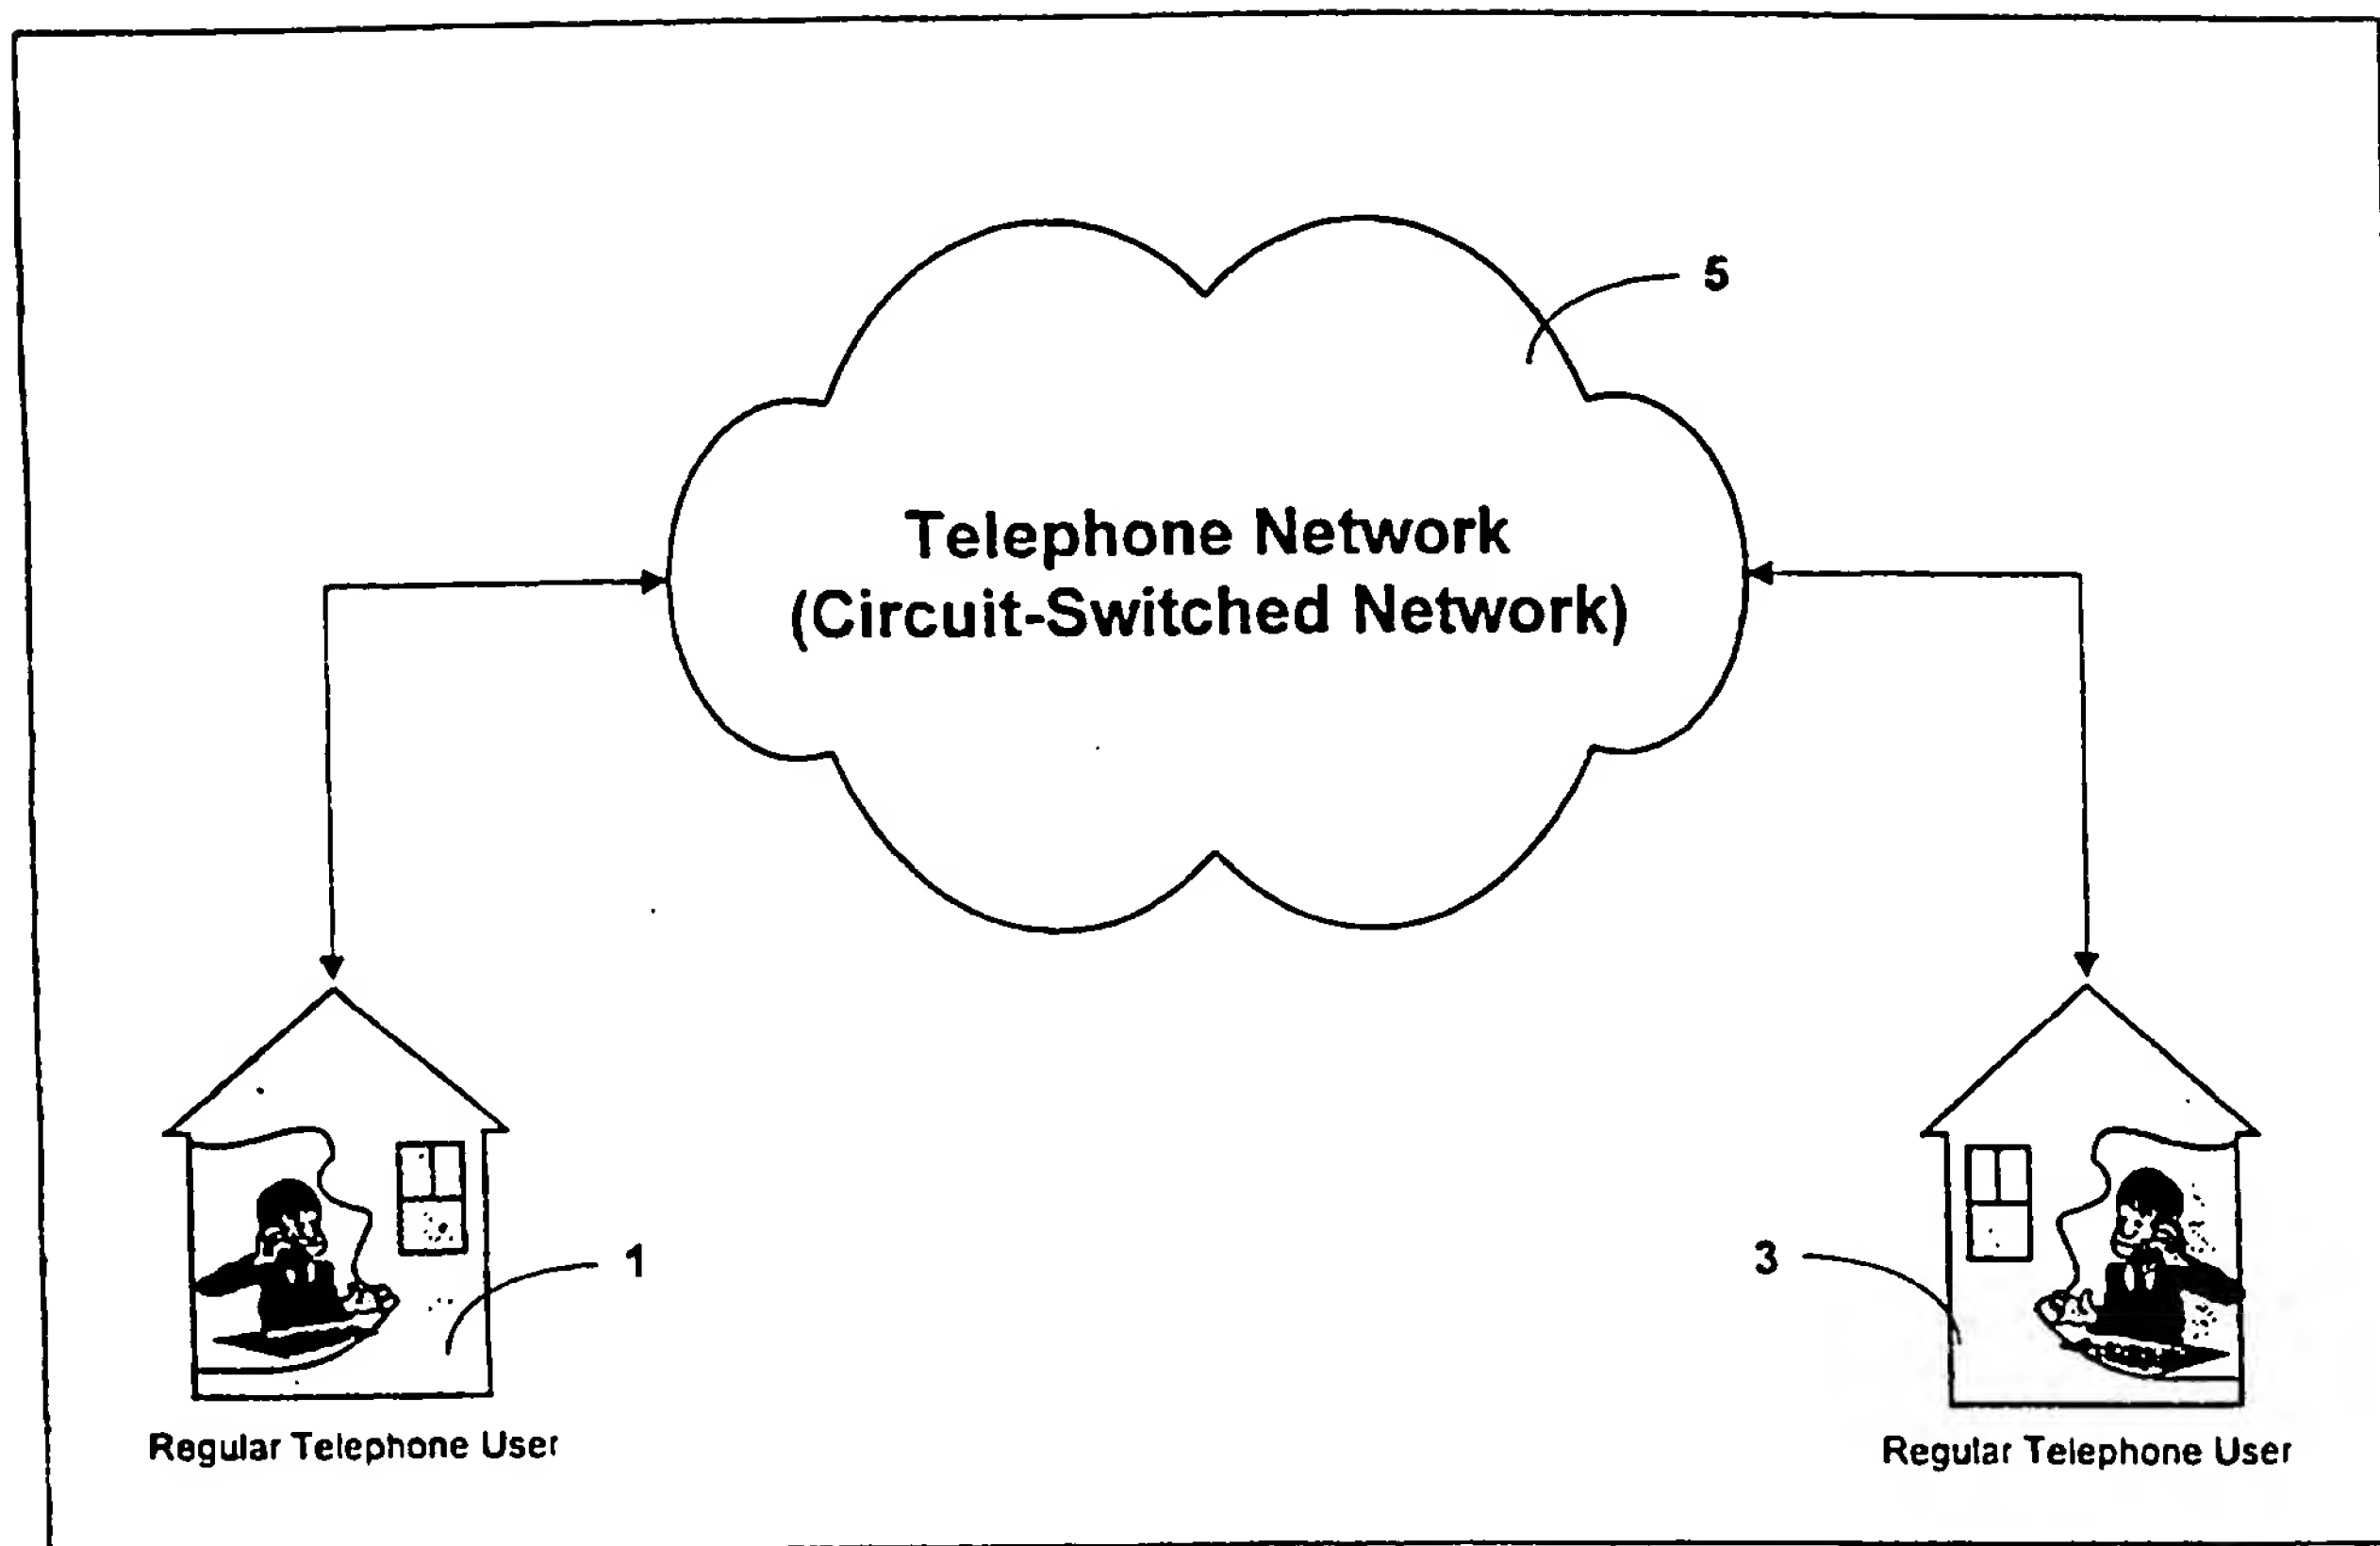 5
Telephone Network
(Circuit-Switched Network)
1
3
Regular Telephone User
Regular Telephone User